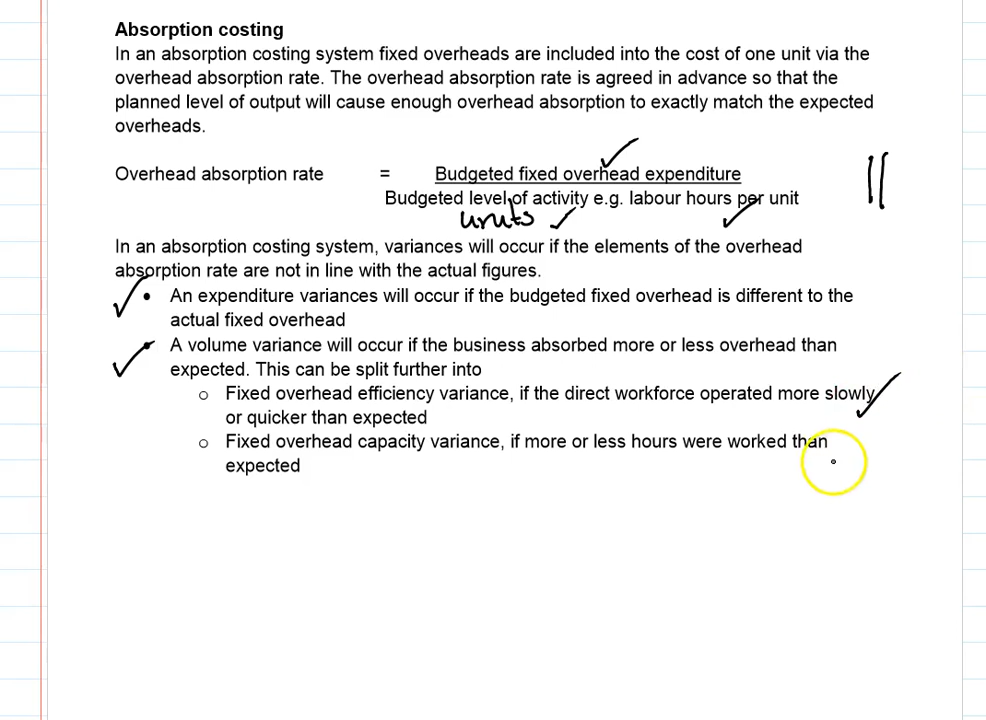 Absorption costing
In an absorption costing system fixed overheads are included into the cost of one unit via the
overhead absorption rate. The overhead absorption rate is agreed in advance so that the
planned level of output will cause enough overhead absorption to exactly match the expected
overheads.
Overhead absorption rate = Budgeted fixed overhead expenditure
Budgeted level of activity e.g. labour hours per unit
units
In an absorption costing system, variances will occur if the elements of the overhead
absorption rate are not in line with the actual figures.
• An expenditure variances will occur if the budgeted fixed overhead is different to the
actual fixed overhead
• A volume variance will occur if the business absorbed more or less overhead than
expected. This can be split further into
o Fixed overhead efficiency variance, if the direct workforce operated more slowly
or quicker than expected
o Fixed overhead capacity variance, if more or less hours were worked than
expected